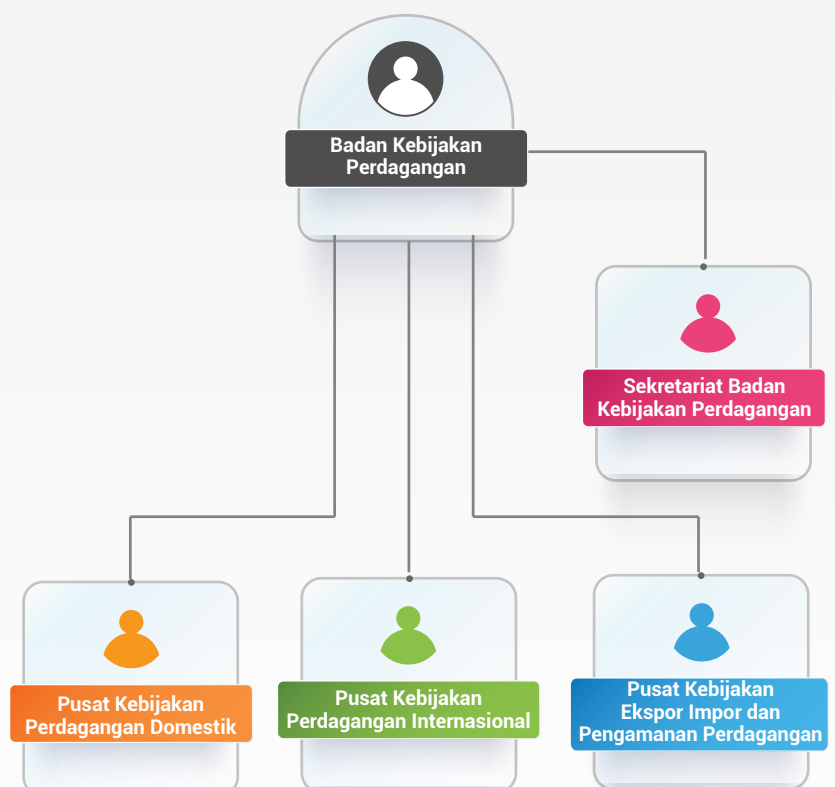 Badan Kebijakan
Perdagangan
Sekretariat Badan
Kebijakan Perdagangan
Pusat Kebijakan
Perdagangan Domestik
Pusat Kebijakan
Perdagangan Internasional
Pusat Kebijakan
Ekspor Impor dan
Pengamanan Perdagangan